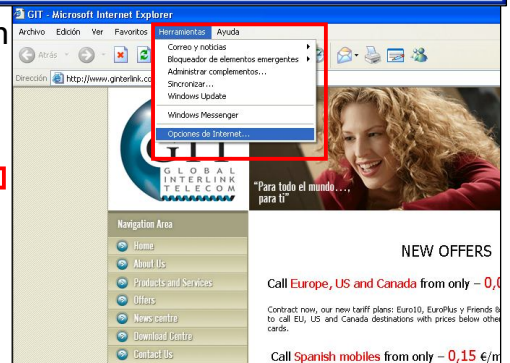 n
GIT - Microsoft Internet Explorer
Archivo Edición Ver Favoritos Herramientas Ayuda
Atrás
Correo y noticias
Bloqueador de elementos emergentes
Administrar complementos...
Sincronizar...
Windows Update
Windows Messenger
Opciones de Internet...
Dirección http://www.ginterlink.co
GIT
GLOBAL
INTERLINK
TELECOM
"Para todo el mundo...,
para ti"
Navigation Area
Home
About Us
Products and Services
Offers
News centre
Download Centre
Contact Us
NEW OFFERS
Call Europe, US and Canada from only – 0,0
Contract now, our new tariff plans: Euro10, EuroPlus y Friends &
to call EU, US and Canada destinations with prices below other
cards.
Call Spanish mobiles from only – 0,15 €/m